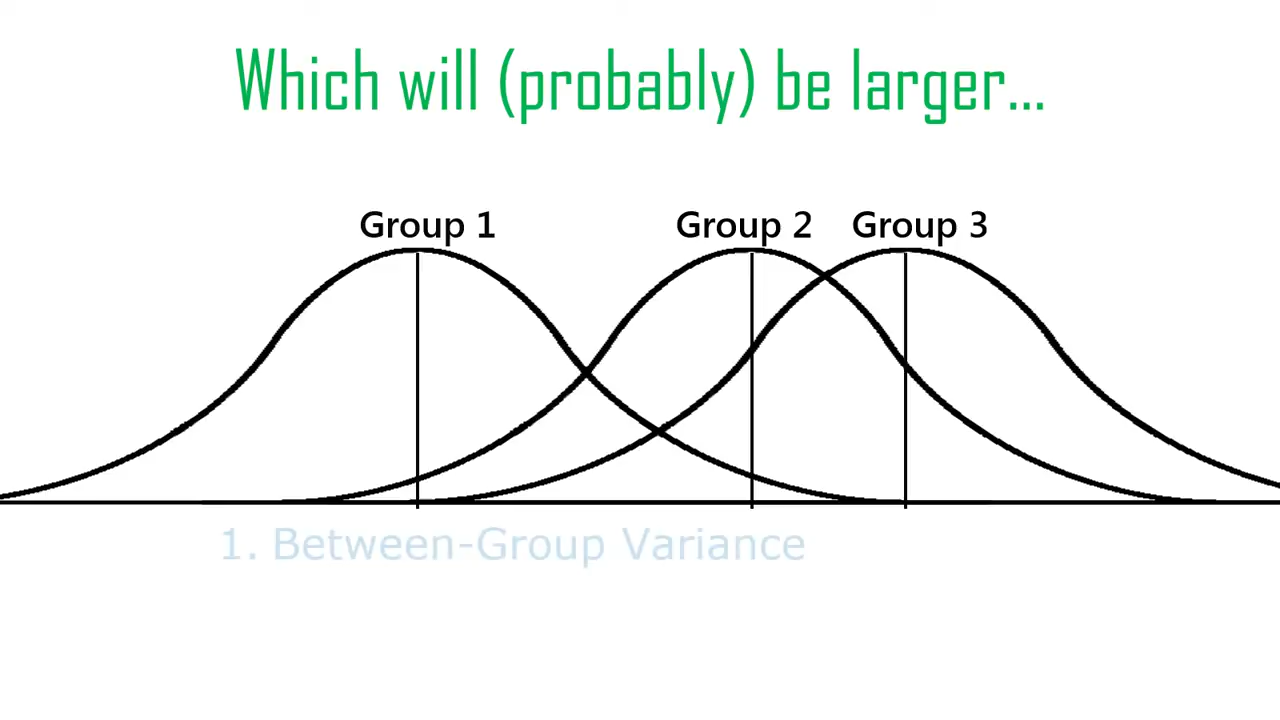 Which will (probably) be larger...
Group 1 Group 2 Group 3
1. Between-Group Variance